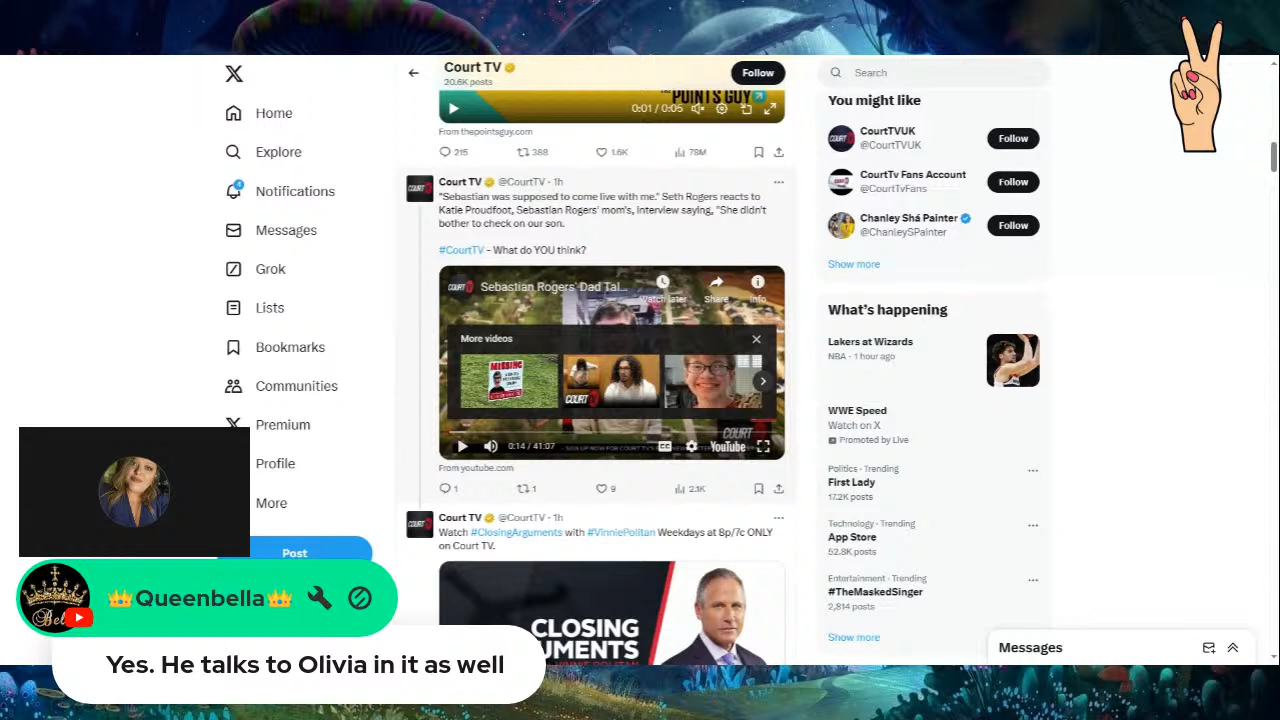 Court TV
20.6K posts
Follow
Search
Home
Explore
Notifications
Messages
Grok
Lists
Bookmarks
Communities
Premium
Profile
More
Post
THE
POINTS GUY
0:01 / 0:05
From thepointsguy.com
215
388
1.6K
78M
Court TV @CourtTV · 1h
"Sebastian was supposed to come live with me." Seth Rogers reacts to
Katie Proudfoot, Sebastian Rogers' mom's, interview saying, "She didn't
bother to check on our son.
#CourtTV - What do YOU think?
COURT
Sebastian Rogers' Dad Tal...
Watch later
Share
Info
More videos
MISSING
COURT
COURT
0:14 / 41:07
CC
YouTube
From youtube.com
1
1
9
2.1K
Court TV @CourtTV · 1h
Watch #ClosingArguments with #VinniePolitan Weekdays at 8p/7c ONLY
on Court TV.
CLOSING
UMENTS
You might like
CourtTVUK
@CourtTVUK
Follow
CourtTv Fans Account
@CourtTvFans
Follow
Chanley Shá Painter
@ChanleySPainter
Follow
Show more
What's happening
Lakers at Wizards
NBA · 1 hour ago
WWE Speed
Watch on X
Promoted by Live
Politics · Trending
First Lady
17.2K posts
Technology · Trending
App Store
52.8K posts
Entertainment · Trending
#TheMaskedSinger
2,814 posts
Show more
Messages
👑Queenbella👑
Yes. He talks to Olivia in it as well